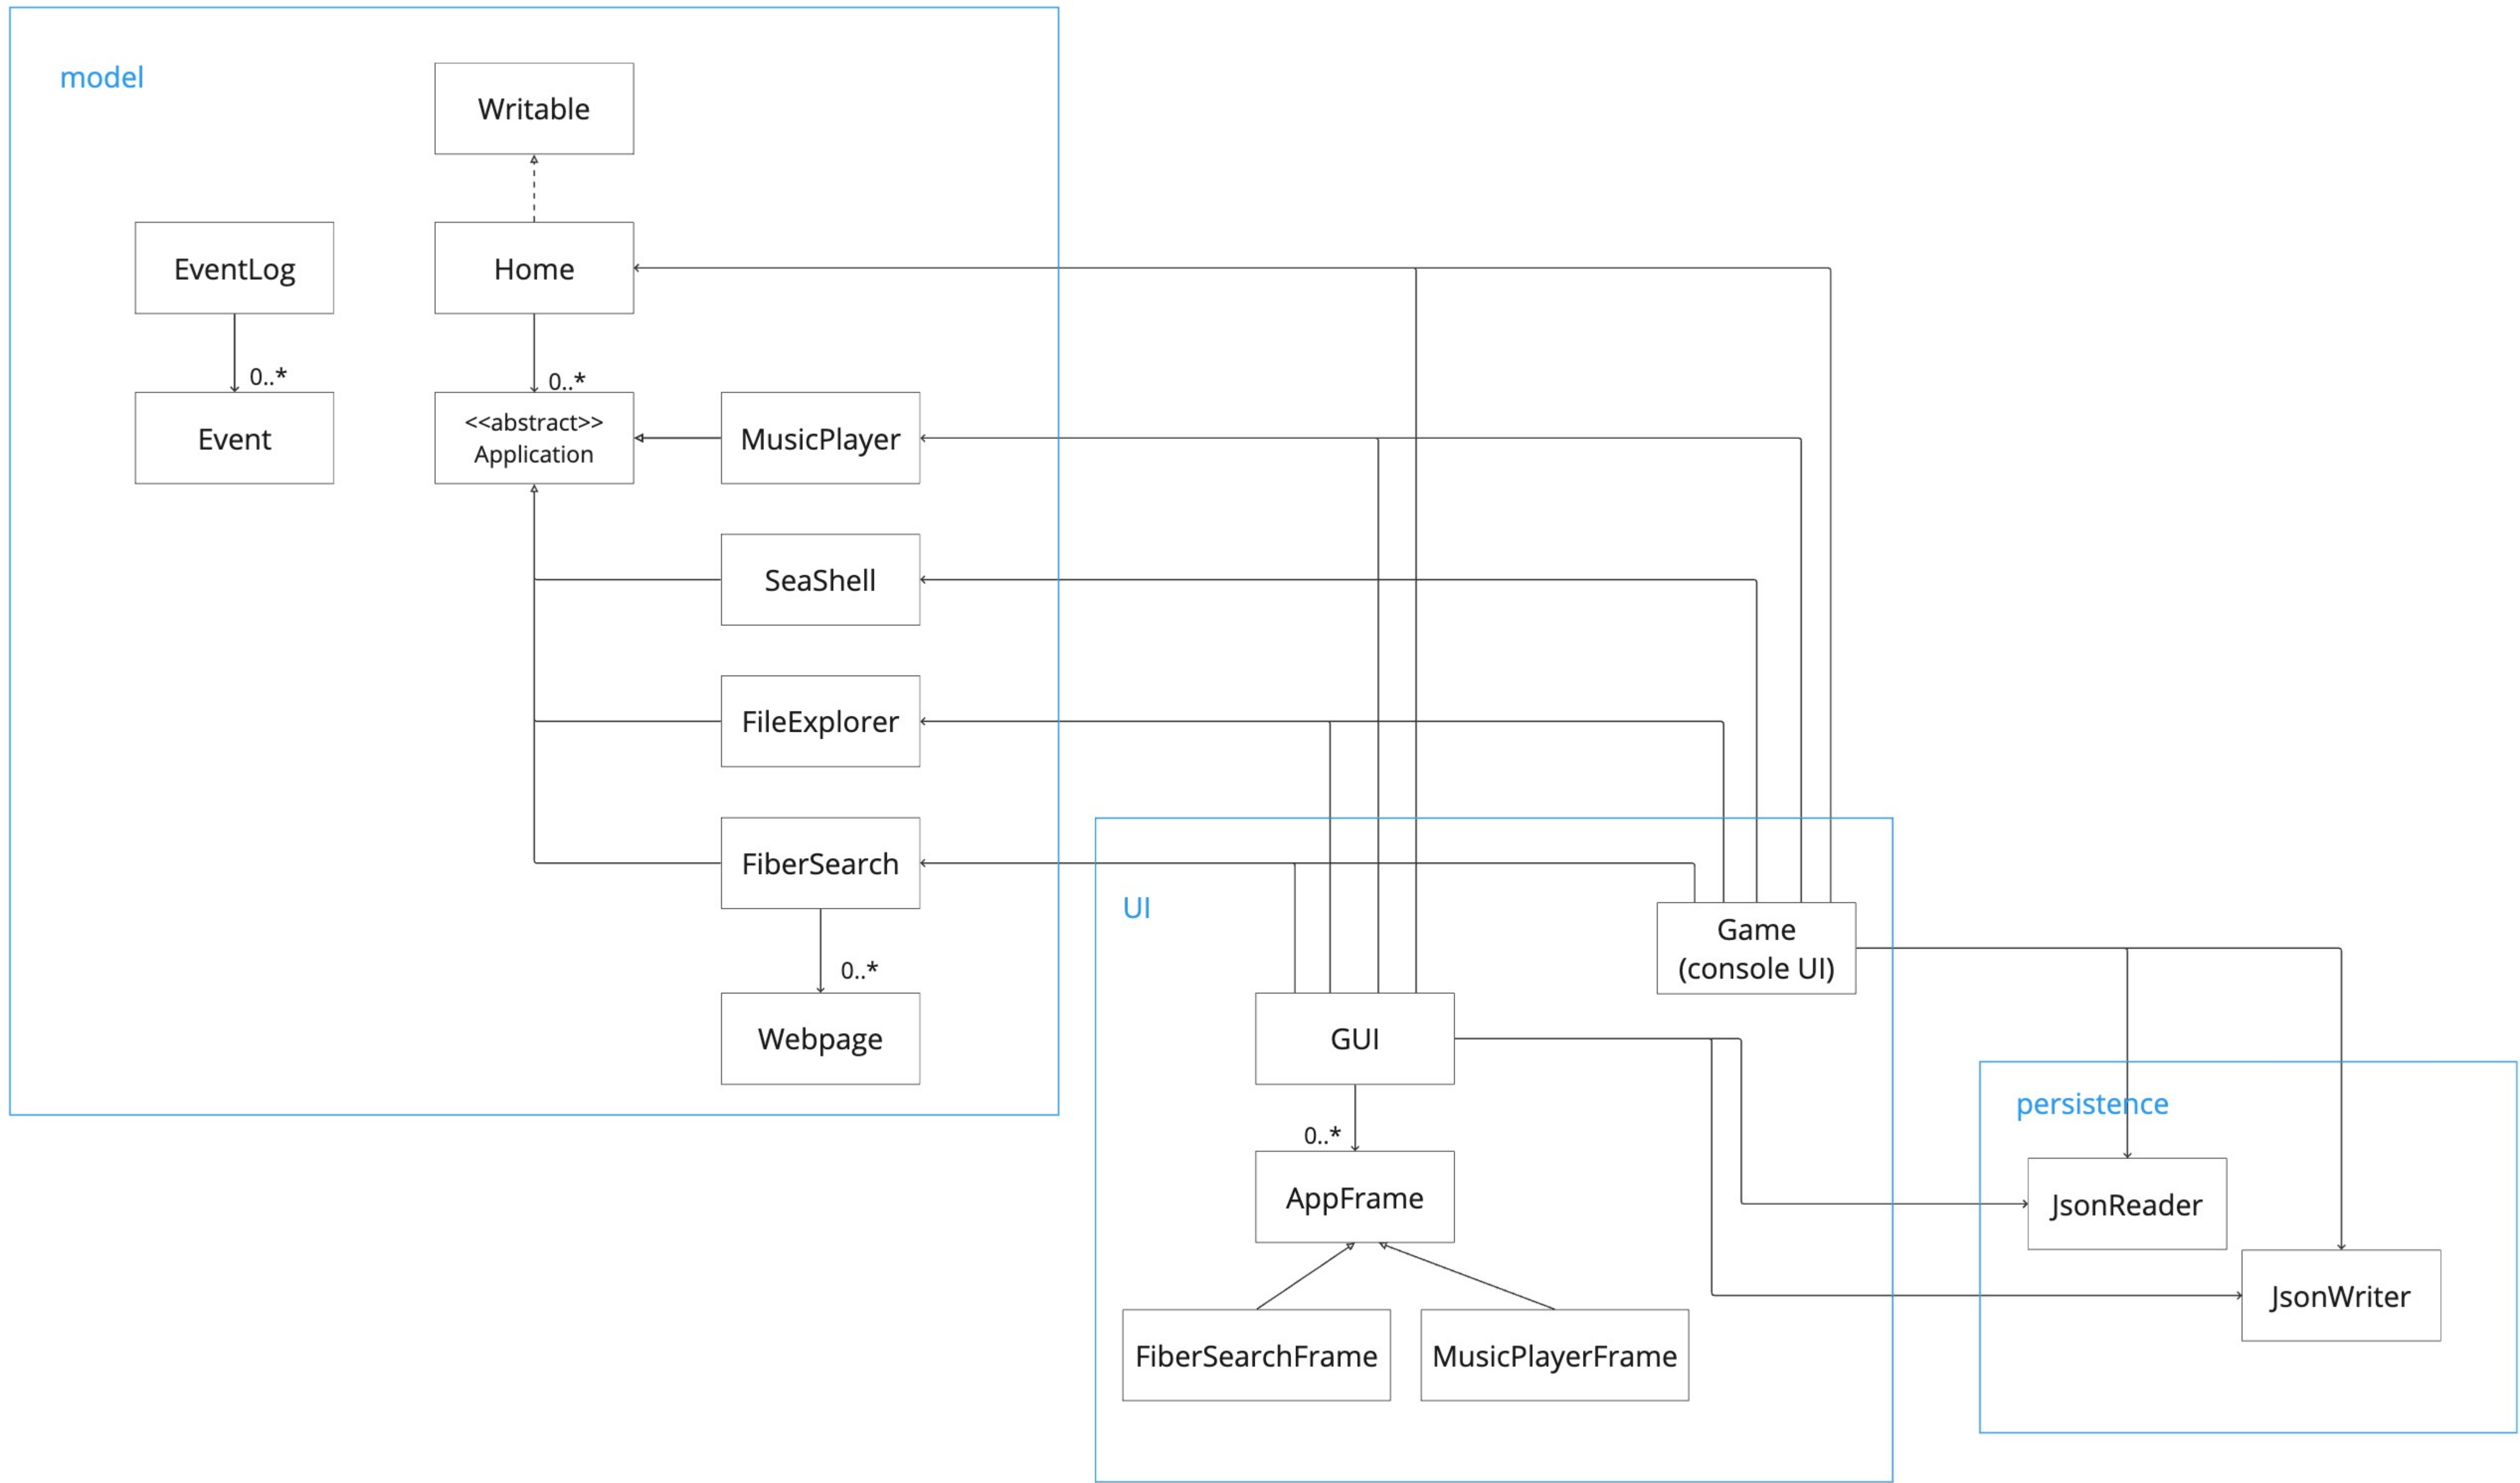 model
Writable
EventLog
Home
0..*
0..*
Event
<<abstract>>
Application
MusicPlayer
SeaShell
FileExplorer
FiberSearch
0..*
Webpage
UI
Game
(console UI)
GUI
0..*
AppFrame
FiberSearchFrame
MusicPlayerFrame
persistence
JsonReader
JsonWriter